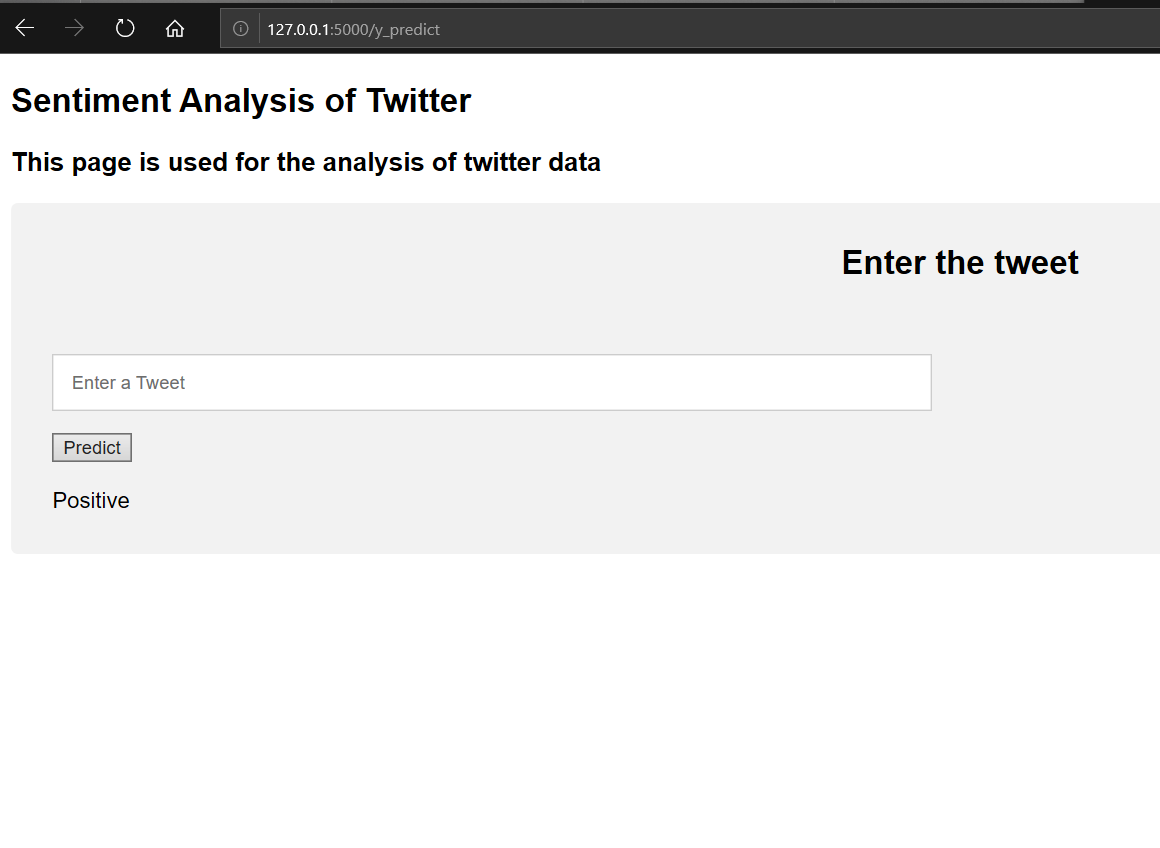 127.0.0.1:5000/y_predict
Sentiment Analysis of Twitter
This page is used for the analysis of twitter data
Enter the tweet
Enter a Tweet
Predict
Positive